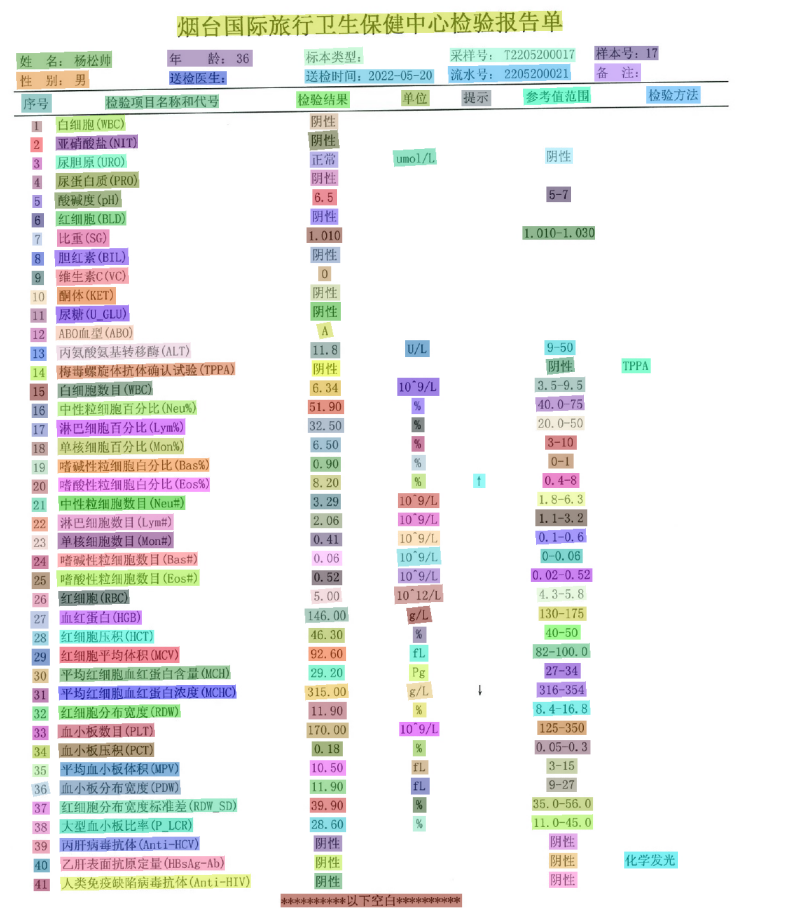 烟台国际旅行卫生保健中心检验报告单
姓 名: 杨松帅 年 龄: 36 标本类型: 采样号: T2205200017 样本号: 17
性 别: 男 送检医生: 送检时间: 2022-05-20 流水号: 2205200021 备 注:
序号 检验项目名称和代号 检验结果 单位 提示 参考值范围 检验方法
1 白细胞(WBC) 阴性
2 亚硝酸盐(NIT) 阴性
3 尿胆原(URO) 正常 umol/L 阴性
4 尿蛋白质(PRO) 阴性
5 酸碱度(pH) 6.5 5-7
6 红细胞(BLD) 阴性
7 比重(SG) 1.010 1.010-1.030
8 胆红素(BIL) 阴性
9 维生素C(VC) 0
10 酮体(KET) 阴性
11 尿糖(U_GLU) 阴性
12 ABO血型(ABO) A
13 丙氨酸氨基转移酶(ALT) 11.8 U/L 9-50
14 梅毒螺旋体抗体确认试验(TPPA) 阴性 阴性 TPPA
15 白细胞数目(WBC) 6.34 10^9/L 3.5-9.5
16 中性粒细胞百分比(Neu%) 51.90 % 40.0-75
17 淋巴细胞百分比(Lym%) 32.50 % 20.0-50
18 单核细胞百分比(Mon%) 6.50 % 3-10
19 嗜碱性粒细胞百分比(Bas%) 0.90 % 0-1
20 嗜酸性粒细胞百分比(Eos%) 8.20 % ↑ 0.4-8
21 中性粒细胞数目(Neu#) 3.29 10^9/L 1.8-6.3
22 淋巴细胞数目(Lym#) 2.06 10^9/L 1.1-3.2
23 单核细胞数目(Mon#) 0.41 10^9/L 0.1-0.6
24 嗜碱性粒细胞数目(Bas#) 0.06 10^9/L 0-0.06
25 嗜酸性粒细胞数目(Eos#) 0.52 10^9/L 0.02-0.52
26 红细胞(RBC) 5.00 10^12/L 4.3-5.8
27 血红蛋白(HGB) 146.00 g/L 130-175
28 红细胞压积(HCT) 46.30 % 40-50
29 红细胞平均体积(MCV) 92.60 fL 82-100.0
30 平均红细胞血红蛋白含量(MCH) 29.20 Pg 27-34
31 平均红细胞血红蛋白浓度(MCHC) 315.00 g/L ↓ 316-354
32 红细胞分布宽度(RDW) 11.90 % 8.4-16.8
33 血小板数目(PLT) 170.00 10^9/L 125-350
34 血小板压积(PCT) 0.18 % 0.05-0.3
35 平均血小板体积(MPV) 10.50 fL 3-15
36 血小板分布宽度(PDW) 11.90 fL 9-27
37 红细胞分布宽度标准差(RDW_SD) 39.90 % 35.0-56.0
38 大型血小板比率(P_LCR) 28.60 % 11.0-45.0
39 丙肝病毒抗体(Anti-HCV) 阴性 阴性
40 乙肝表面抗原定量(HBsAg-Ab) 阴性 阴性 化学发光
41 人类免疫缺陷病毒抗体(Anti-HIV) 阴性 阴性
**********以下空白**********